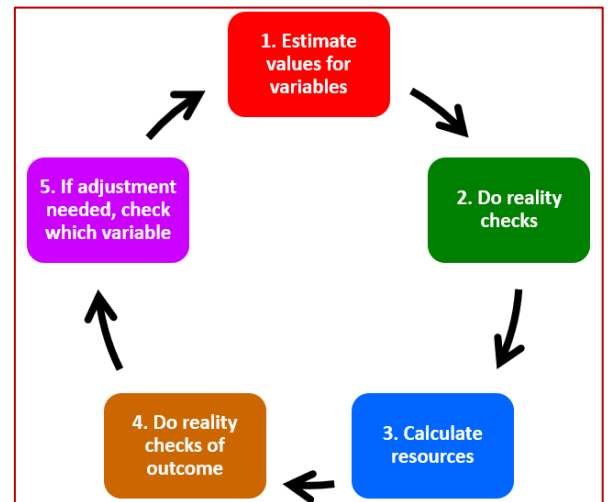 1. Estimate
values for
variables
2. Do reality
checks
3. Calculate
resources
4. Do reality
checks of
outcome
5. If adjustment
needed, check
which variable